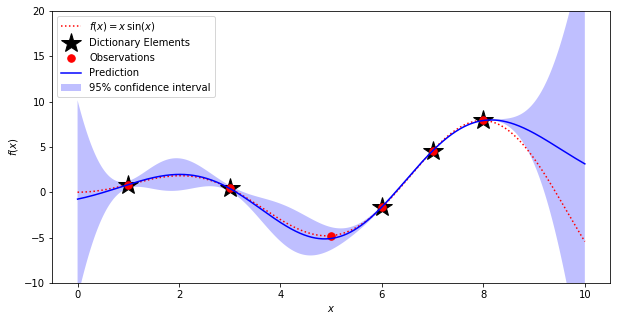 20
15
10
5
0
−5
−10
f(x)
f(x) = x sin(x)
Dictionary Elements
Observations
Prediction
95% confidence interval
0 2 4 6 8 10
x